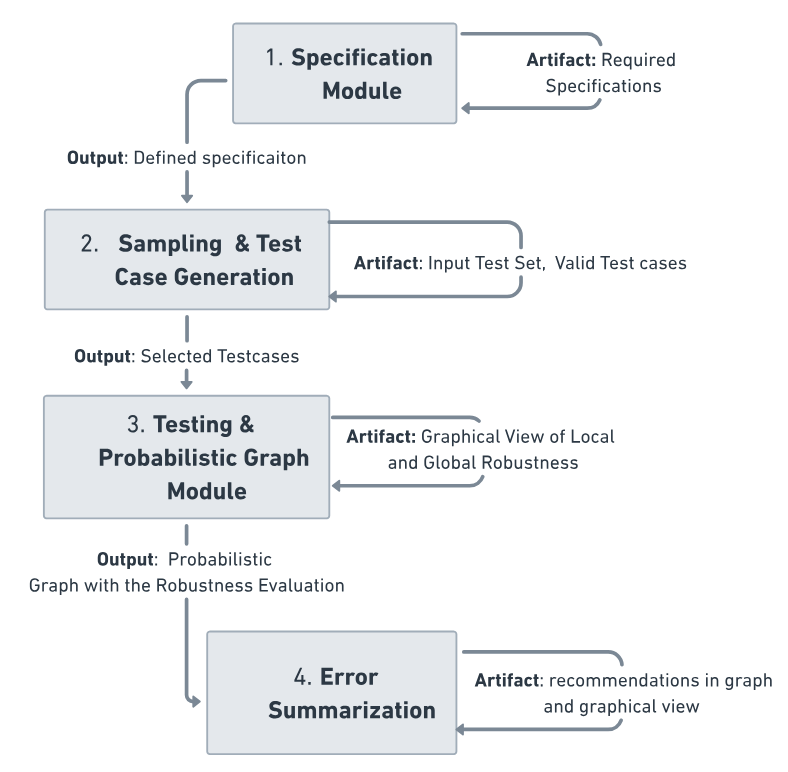 1. Specification
Module
Artifact: Required
Specifications
Output: Defined specificaiton
2. Sampling & Test
Case Generation
Artifact: Input Test Set, Valid Test cases
Output: Selected Testcases
3. Testing &
Probabilistic Graph
Module
Artifact: Graphical View of Local
and Global Robustness
Output: Probabilistic
Graph with the Robustness Evaluation
4. Error
Summarization
Artifact: recommendations in graph
and graphical view